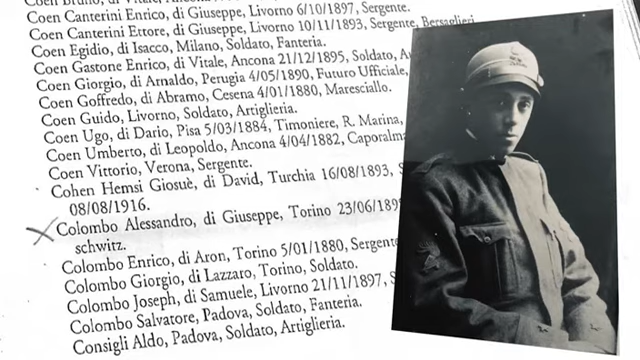 Coen Canterini Enrico, di Giuseppe, Livorno 6/10/1897, Sergente.
Coen Canterini Ettore, di Giuseppe, Livorno 10/11/1893, Sergente, Bersaglieri
Coen Egidio, di Isacco, Milano, Soldato, Fanteria.
Coen Gastone Enrico, di Vitale, Ancona 21/12/1895, Soldato,
Coen Giorgio, di Arnaldo, Perugia 4/05/1890, Futuro Ufficiale,
Coen Goffredo, di Abramo, Cesena 4/01/1880, Maresciallo.
Coen Guido, Livorno, Soldato, Artiglieria.
Coen Ugo, di Dario, Pisa 5/03/1884, Timoniere, R. Marina,
Coen Umberto, di Leopoldo, Ancona 4/04/1882, Caporalma
Coen Vittorio, Verona, Sergente.
Cohen Hemsi Giosuè, di David, Turchia 16/08/1893,
08/08/1916.
Colombo Alessandro, di Giuseppe, Torino 23/06/189
schwitz.
Colombo Enrico, di Aron, Torino 5/01/1880, Sergente
Colombo Giorgio, di Lazzaro, Torino, Soldato.
Colombo Joseph, di Samuele, Livorno 21/11/1897,
Colombo Salvatore, Padova, Soldato, Fanteria.
Consigli Aldo, Padova, Soldato, Artiglieria.